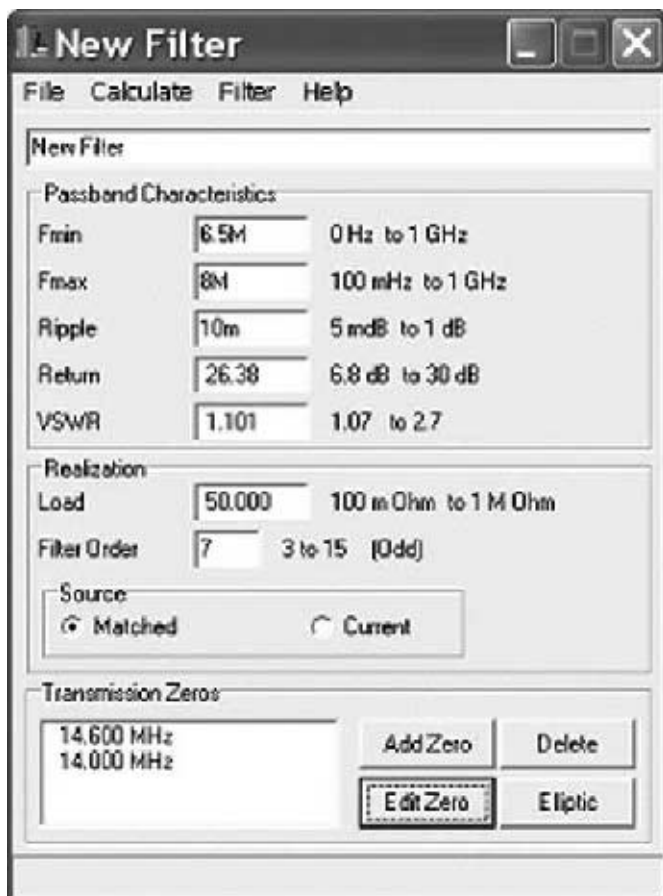 New Filter
File Calculate Filter Help
New Filter
Passband Characteristics
Fmin 6.5M 0 Hz to 1 GHz
Fmax 8M 100 mHz to 1 GHz
Ripple 10m 5 mdB to 1 dB
Return 26.38 6.8 dB to 30 dB
VSWR 1.101 1.07 to 2.7
Realization
Load 50.000 100 m Ohm to 1 M Ohm
Filter Order 7 3 to 15 (Odd)
Source
Matched Current
Transmission Zeros
14.600 MHz
14.000 MHz
Add Zero Delete
Edit Zero Elliptic